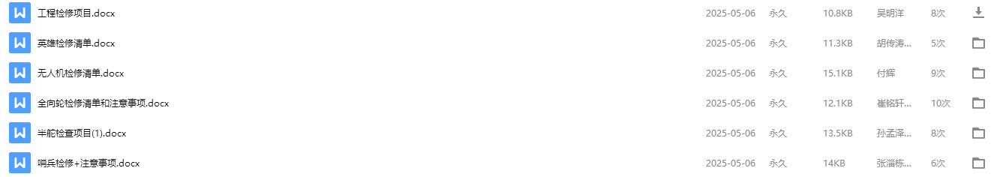 工程检修项目.docx 2025-05-06 永久 10.8KB 吴明洋 8次
英雄检修清单.docx 2025-05-06 永久 11.3KB 胡传涛... 5次
无人机检修清单.docx 2025-05-06 永久 15.1KB 付辉 9次
全向轮检修清单和注意事项.docx 2025-05-06 永久 12.1KB 崔铭轩... 10次
半舵检查项目(1).docx 2025-05-06 永久 13.5KB 孙孟泽... 8次
哨兵检修+注意事项.docx 2025-05-06 永久 14KB 张淄栋... 6次